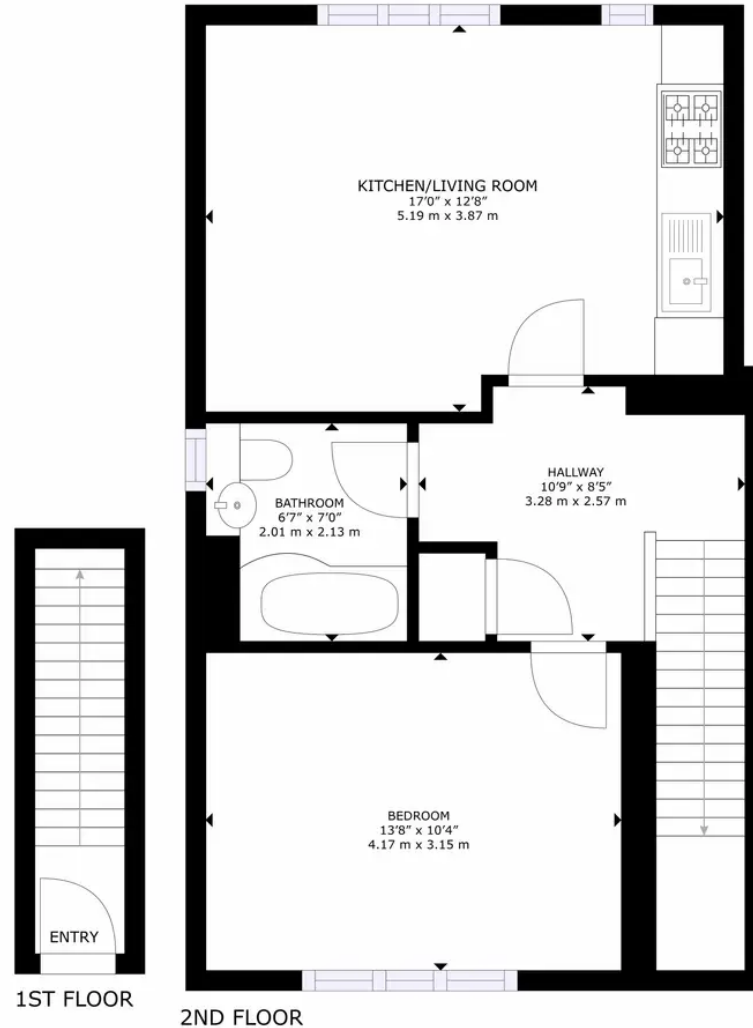 KITCHEN/LIVING ROOM
17'0" x 12'8"
5.19 m x 3.87 m
HALLWAY
10'9" x 8'5"
3.28 m x 2.57 m
BATHROOM
6'7" x 7'0"
2.01 m x 2.13 m
BEDROOM
13'8" x 10'4"
4.17 m x 3.15 m
ENTRY
1ST FLOOR
2ND FLOOR